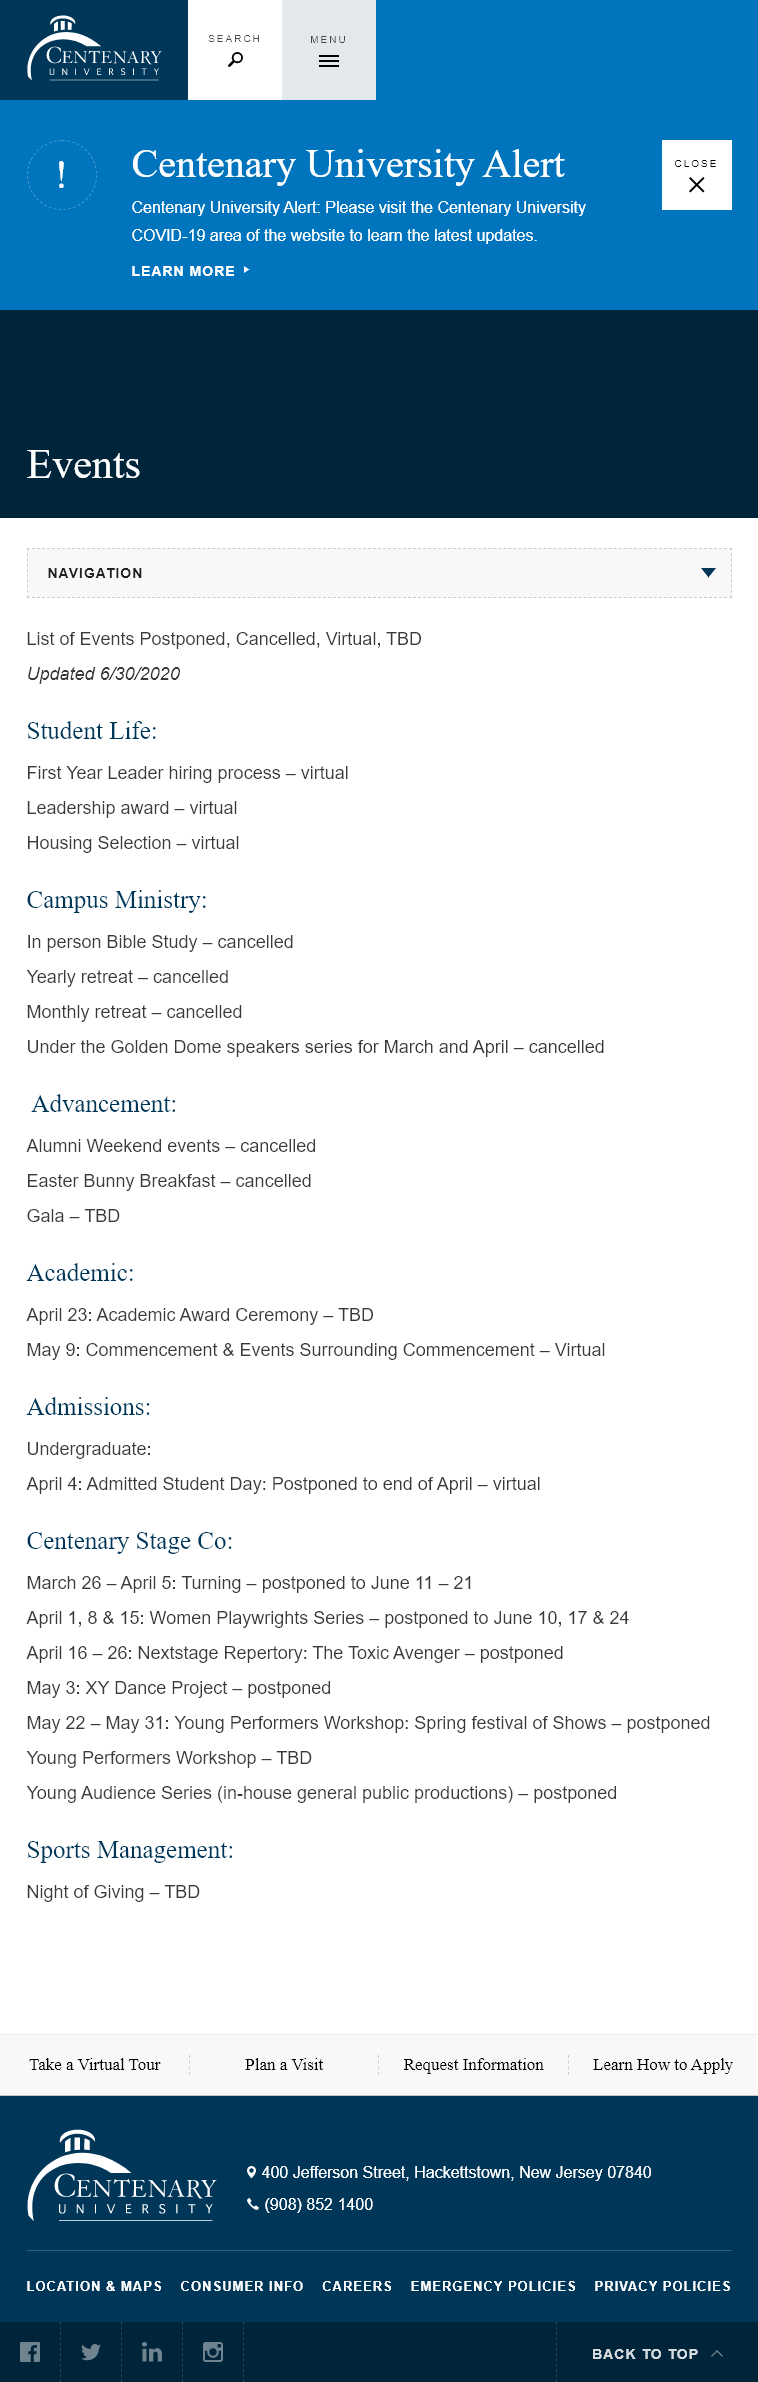 CENTENARY
UNIVERSITY
SEARCH
MENU
Centenary University Alert
CLOSE
Centenary University Alert: Please visit the Centenary University
COVID-19 area of the website to learn the latest updates.
LEARN MORE
Events
NAVIGATION
List of Events Postponed, Cancelled, Virtual, TBD
Updated 6/30/2020
Student Life:
First Year Leader hiring process – virtual
Leadership award – virtual
Housing Selection – virtual
Campus Ministry:
In person Bible Study – cancelled
Yearly retreat – cancelled
Monthly retreat – cancelled
Under the Golden Dome speakers series for March and April – cancelled
Advancement:
Alumni Weekend events – cancelled
Easter Bunny Breakfast – cancelled
Gala – TBD
Academic:
April 23: Academic Award Ceremony – TBD
May 9: Commencement & Events Surrounding Commencement – Virtual
Admissions:
Undergraduate:
April 4: Admitted Student Day: Postponed to end of April – virtual
Centenary Stage Co:
March 26 – April 5: Turning – postponed to June 11 – 21
April 1, 8 & 15: Women Playwrights Series – postponed to June 10, 17 & 24
April 16 – 26: Nextstage Repertory: The Toxic Avenger – postponed
May 3: XY Dance Project – postponed
May 22 – May 31: Young Performers Workshop: Spring festival of Shows – postponed
Young Performers Workshop – TBD
Young Audience Series (in-house general public productions) – postponed
Sports Management:
Night of Giving – TBD
Take a Virtual Tour
Plan a Visit
Request Information
Learn How to Apply
CENTENARY
UNIVERSITY
400 Jefferson Street, Hackettstown, New Jersey 07840
(908) 852 1400
LOCATION & MAPS CONSUMER INFO CAREERS EMERGENCY POLICIES PRIVACY POLICIES
BACK TO TOP